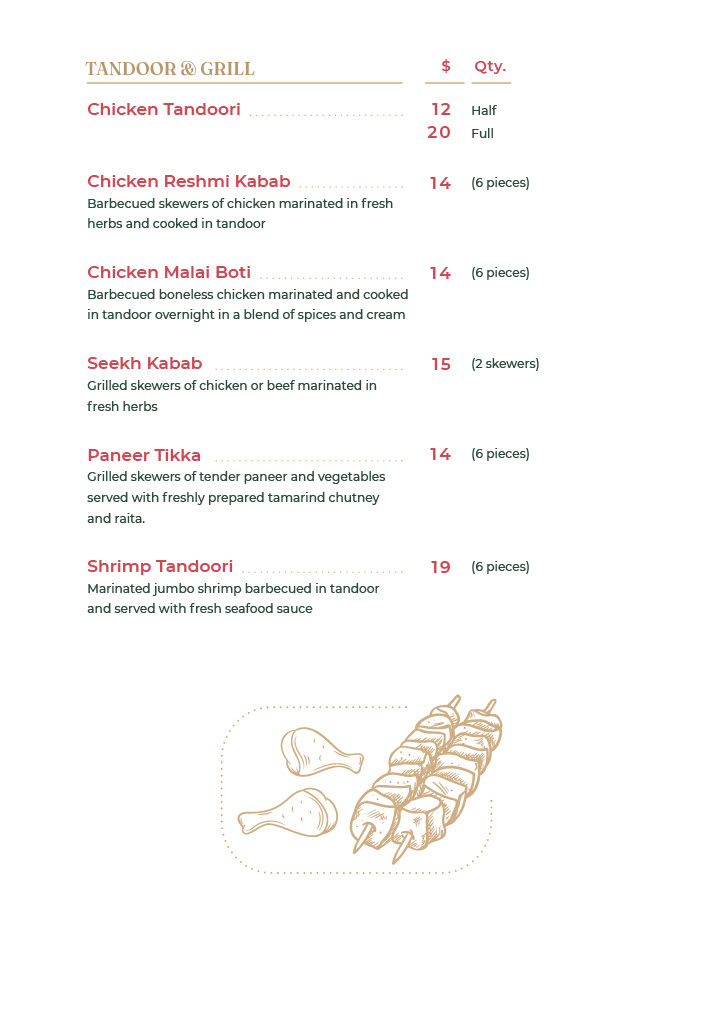 TANDOOR & GRILL $ Qty.
Chicken Tandoori 12 Half
20 Full
Chicken Reshmi Kabab 14 (6 pieces)
Barbecued skewers of chicken marinated in fresh
herbs and cooked in tandoor
Chicken Malai Boti 14 (6 pieces)
Barbecued boneless chicken marinated and cooked
in tandoor overnight in a blend of spices and cream
Seekh Kabab 15 (2 skewers)
Grilled skewers of chicken or beef marinated in
fresh herbs
Paneer Tikka 14 (6 pieces)
Grilled skewers of tender paneer and vegetables
served with freshly prepared tamarind chutney
and raita.
Shrimp Tandoori 19 (6 pieces)
Marinated jumbo shrimp barbecued in tandoor
and served with fresh seafood sauce